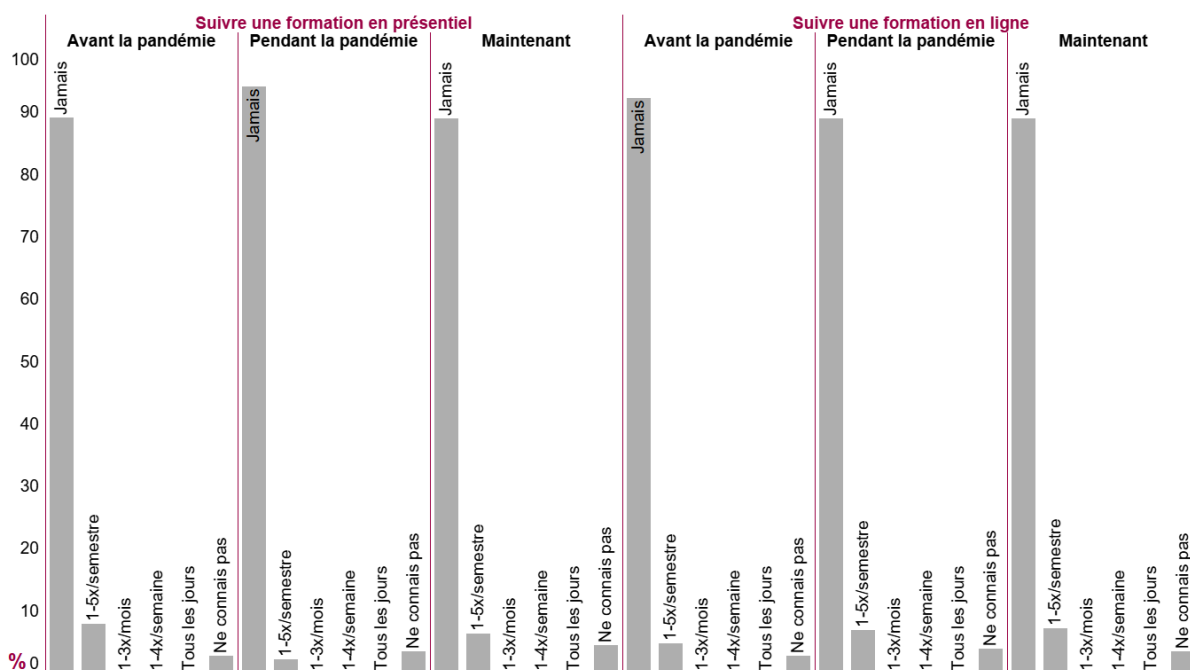 Suivre une formation en présentiel
Suivre une formation en ligne
Avant la pandémie
Pendant la pandémie
Maintenant
Avant la pandémie
Pendant la pandémie
Maintenant
100
90
80
70
60
50
40
30
20
10
% 0
Jamais
1-5x/semestre
1-3x/mois
1-4x/semaine
Tous les jours
Ne connais pas
Jamais
1-5x/semestre
1-3x/mois
1-4x/semaine
Tous les jours
Ne connais pas
Jamais
1-5x/semestre
1-3x/mois
1-4x/semaine
Tous les jours
Ne connais pas
Jamais
1-5x/semestre
1-3x/mois
1-4x/semaine
Tous les jours
Ne connais pas
Jamais
1-5x/semestre
1-3x/mois
1-4x/semaine
Tous les jours
Ne connais pas
Jamais
1-5x/semestre
1-3x/mois
1-4x/semaine
Tous les jours
Ne connais pas